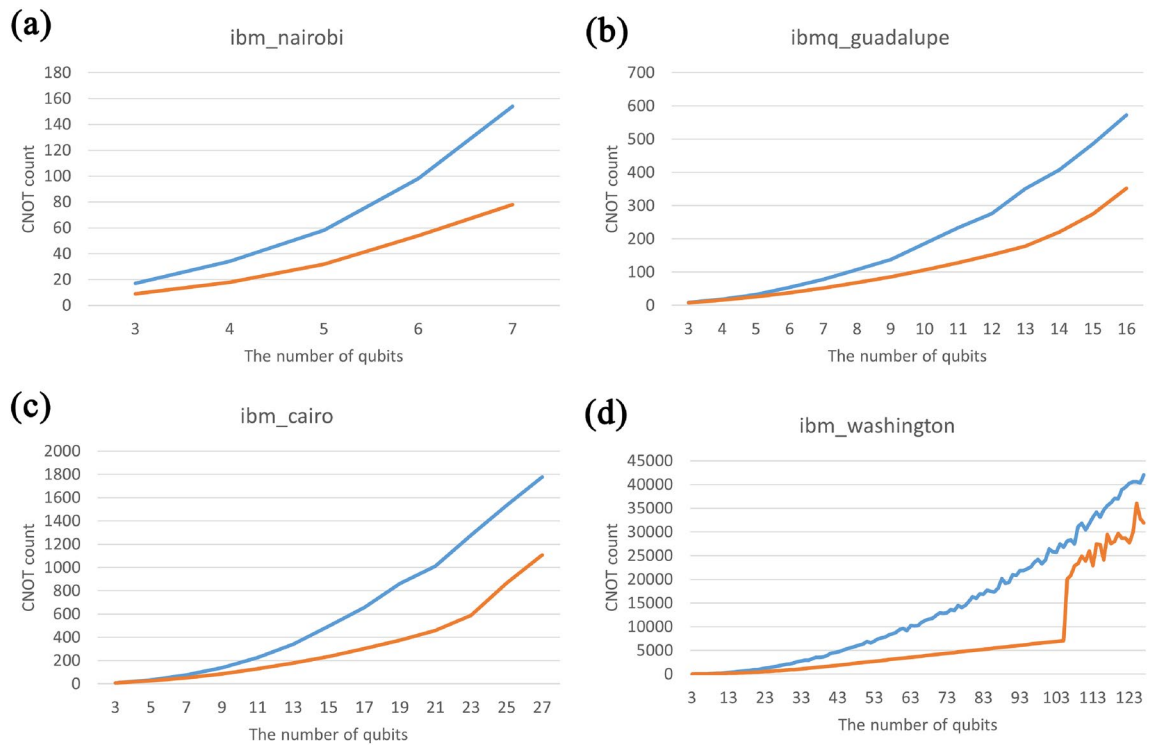 (a)
ibm_nairobi
180
160
140
120
100
80
60
40
20
0
CNOT count
3 4 5 6 7
The number of qubits
(b)
ibmq_guadalupe
700
600
500
400
300
200
100
0
CNOT count
3 4 5 6 7 8 9 10 11 12 13 14 15 16
The number of qubits
(c)
ibm_cairo
2000
1800
1600
1400
1200
1000
800
600
400
200
0
CNOT count
3 5 7 9 11 13 15 17 19 21 23 25 27
The number of qubits
(d)
ibm_washington
45000
40000
35000
30000
25000
20000
15000
10000
5000
0
CNOT count
3 13 23 33 43 53 63 73 83 93 103 113 123
The number of qubits